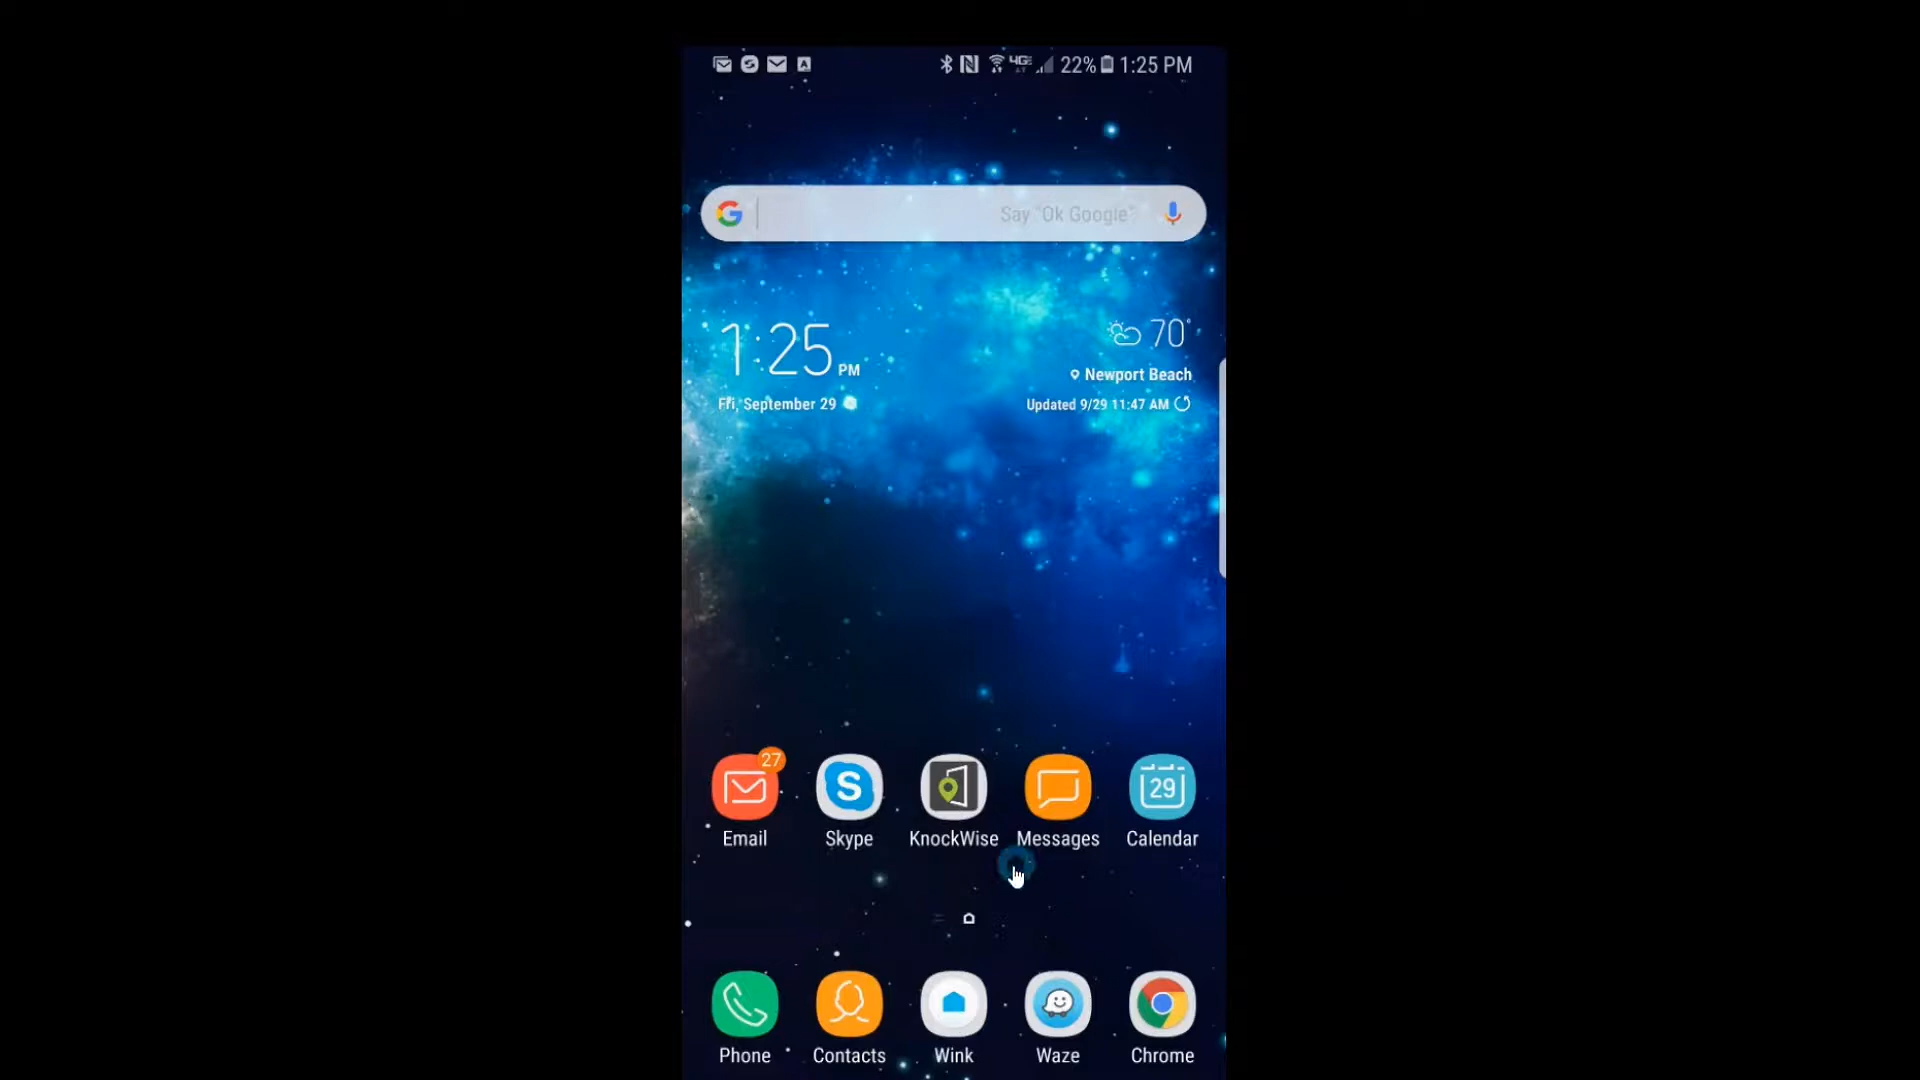 4G 22% 1:25 PM
Say "Ok Google"
1:25 PM
70°
Newport Beach
Fri, September 29
Updated 9/29 11:47 AM
27
29
Email Skype KnockWise Messages Calendar
Phone Contacts Wink Waze Chrome